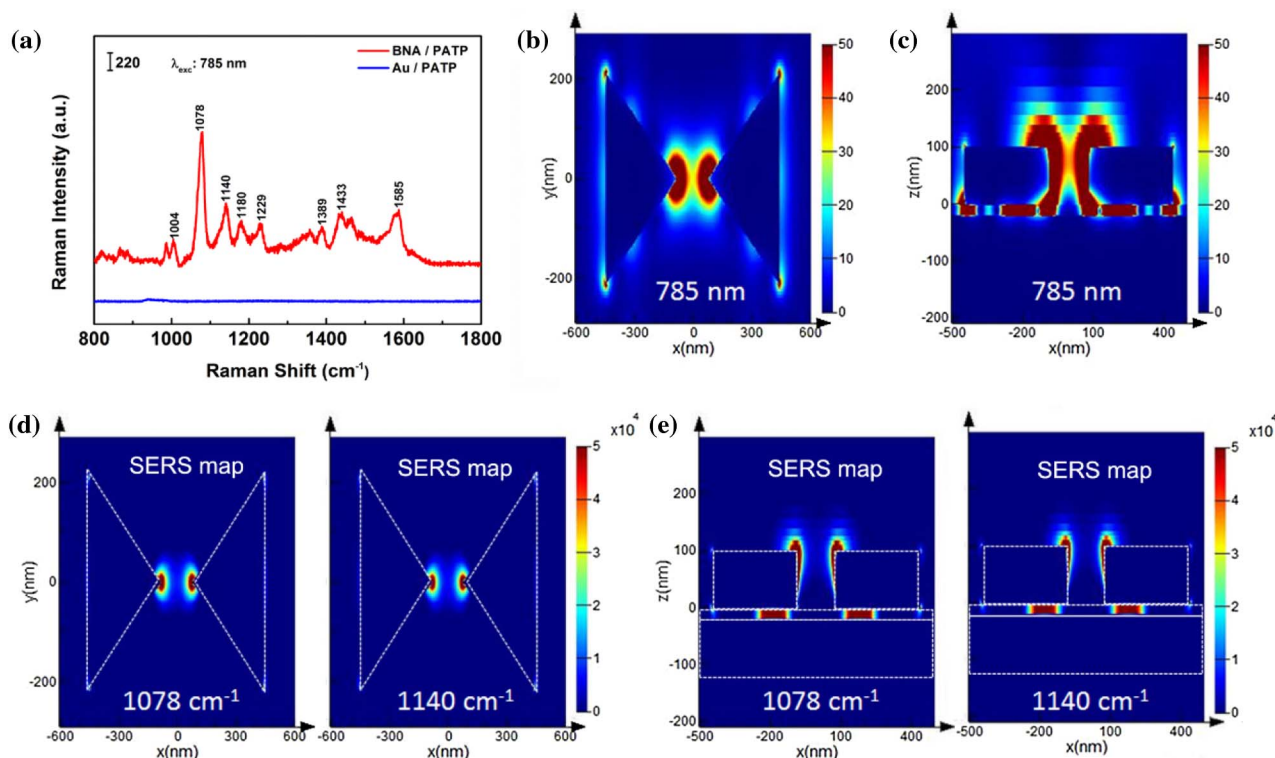 (a)
220
λexc: 785 nm
BNA / PATP
Au / PATP
1004
1078
1140
1180
1229
1389
1433
1585
Raman Intensity (a.u.)
800 1000 1200 1400 1600 1800
Raman Shift (cm-1)
(b)
y(nm)
200
0
-200
785 nm
-600 -300 0 300 600
x(nm)
50
40
30
20
10
0
(c)
z(nm)
200
100
0
-100
-200
785 nm
-500 -200 100 400
x(nm)
50
40
30
20
10
0
(d)
SERS map
y(nm)
200
0
-200
1078 cm-1
-600 -300 0 300 600
x(nm)
SERS map
1140 cm-1
-600 -300 0 300 600
x(nm)
x10^4
5
4
3
2
1
0
(e)
SERS map
z(nm)
200
100
0
-100
-200
1078 cm-1
-500 -200 100 400
x(nm)
SERS map
1140 cm-1
-500 -200 100 400
x(nm)
x10^4
5
4
3
2
1
0